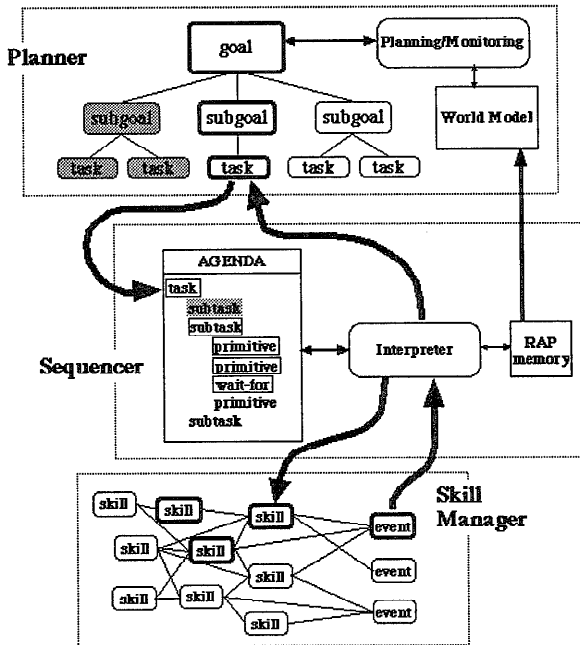 Planner
goal
Planning/Monitoring
subgoal
subgoal
subgoal
World Model
task
task
task
task
task
AGENDA
task
subtask
subtask
primitive
primitive
wait-for
primitive
subtask
Sequencer
Interpreter
RAP
memory
Skill
Manager
skill
skill
skill
event
skill
skill
skill
event
skill
skill
skill
event